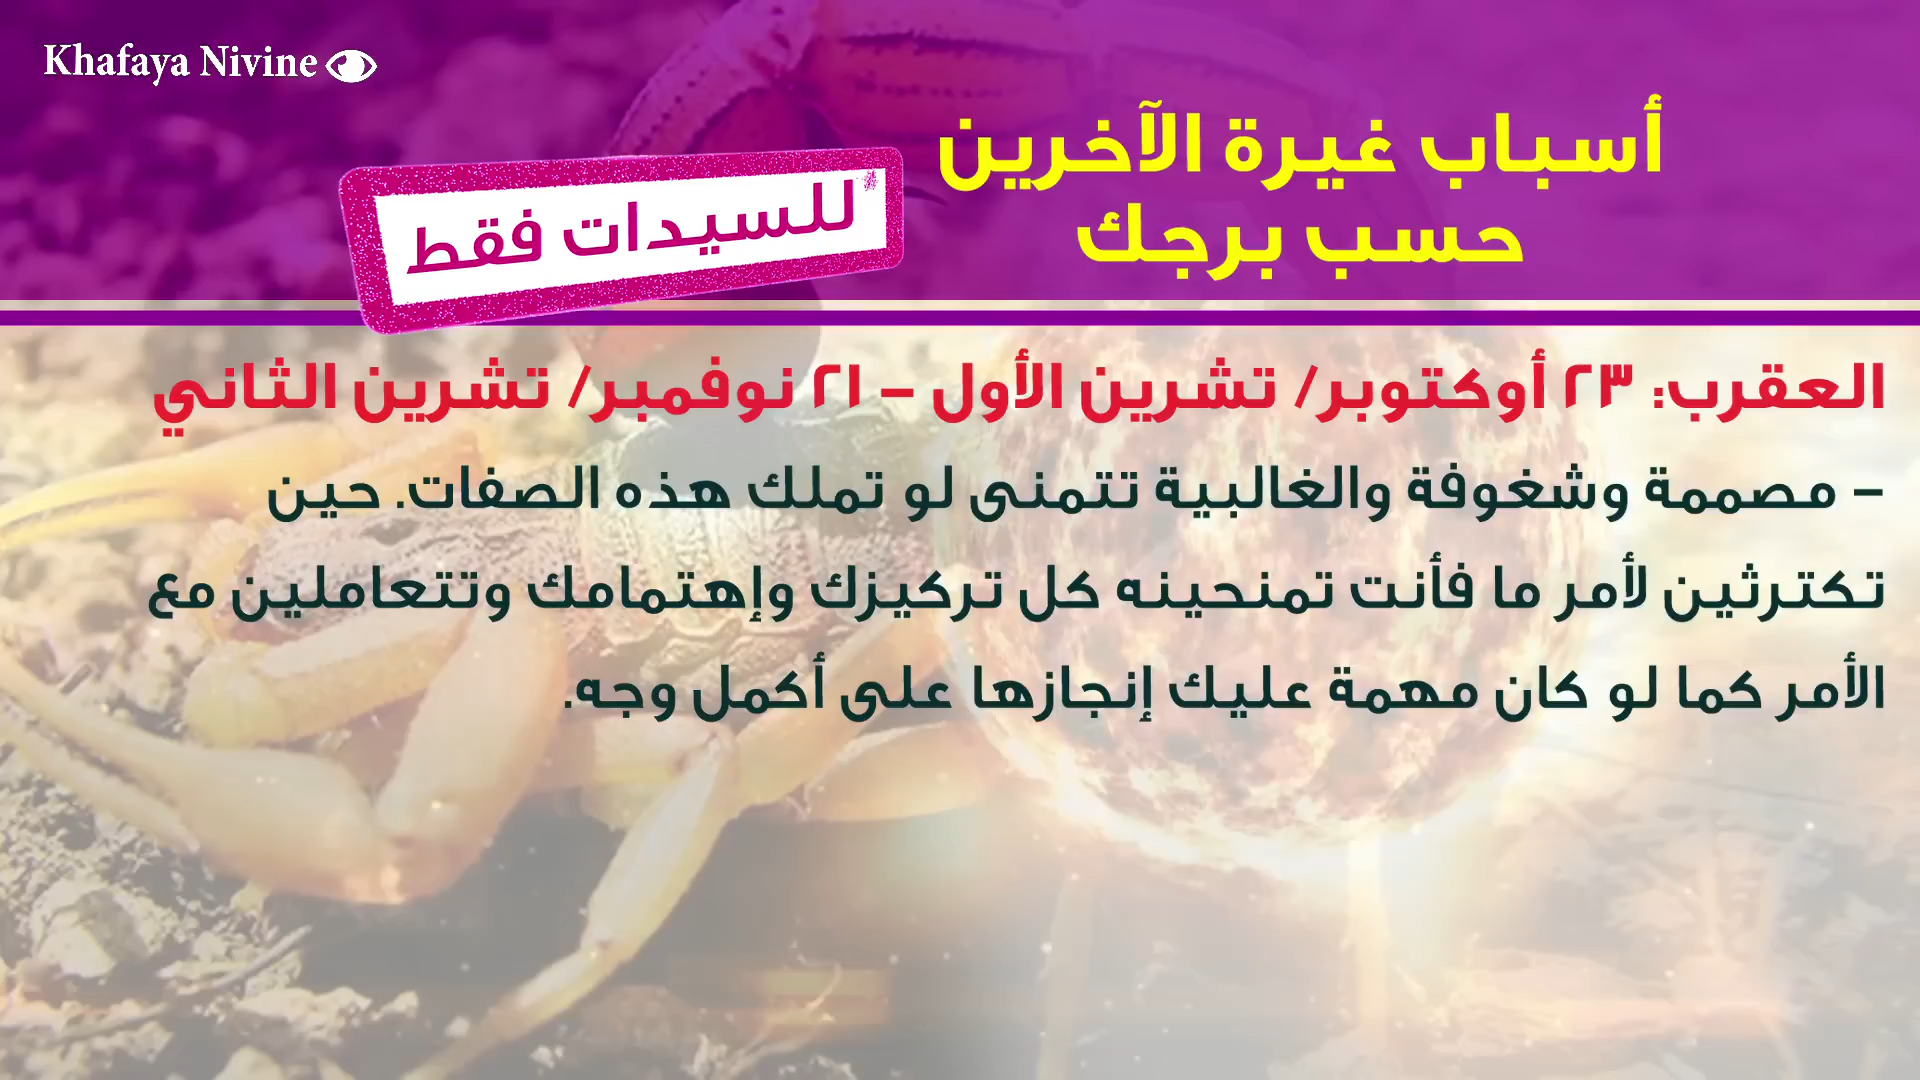 Khafaya Nivine
أسباب غيرة الآخرين
حسب برجك
للسيدات فقط
العقرب: ٢٣ أوكتوبر/ تشرين الأول – ٢١ نوفمبر/ تشرين الثاني
– مصممة وشغوفة والغالبية تتمنى لو تملك هذه الصفات. حين
تكترثين لأمر ما فأنت تمنحينه كل تركيزك وإهتمامك وتتعاملين مع
الأمر كما لو كان مهمة عليك إنجازها على أكمل وجه.